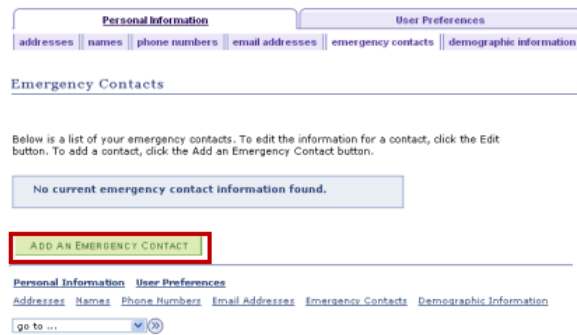 Personal Information User Preferences
addresses names phone numbers email addresses emergency contacts demographic information
Emergency Contacts
Below is a list of your emergency contacts. To edit the information for a contact, click the Edit
button. To add a contact, click the Add an Emergency Contact button.
No current emergency contact information found.
ADD AN EMERGENCY CONTACT
Personal Information User Preferences
Addresses Names Phone Numbers Email Addresses Emergency Contacts Demographic Information
go to ...